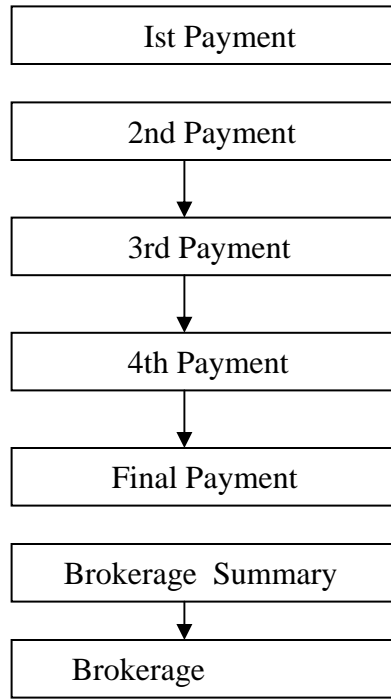 Ist Payment
2nd Payment
3rd Payment
4th Payment
Final Payment
Brokerage Summary
Brokerage